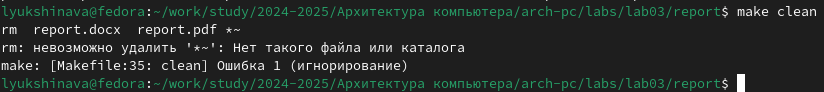 lyukshinava@fedora:~/work/study/2024-2025/Архитектура компьютера/arch-pc/labs/lab03/report$ make clean
rm  report.docx  report.pdf *~
rm: невозможно удалить '*~': Нет такого файла или каталога
make: [Makefile:35: clean] Ошибка 1 (игнорирование)
lyukshinava@fedora:~/work/study/2024-2025/Архитектура компьютера/arch-pc/labs/lab03/report$